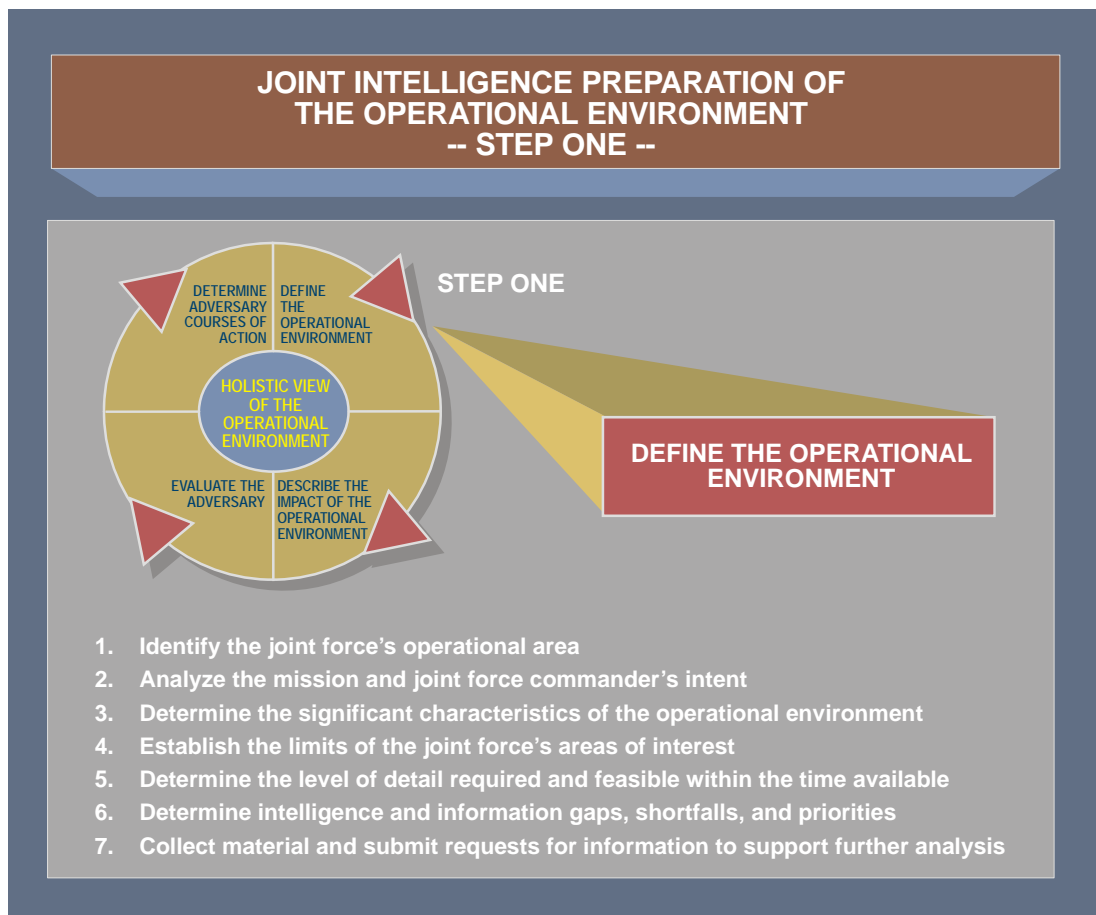 JOINT INTELLIGENCE PREPARATION OF
THE OPERATIONAL ENVIRONMENT
-- STEP ONE --
STEP ONE
DETERMINE
ADVERSARY
COURSES OF
ACTION
DEFINE
THE
OPERATIONAL
ENVIRONMENT
HOLISTIC VIEW
OF THE
OPERATIONAL
ENVIRONMENT
EVALUATE THE
ADVERSARY
DESCRIBE THE
IMPACT OF THE
OPERATIONAL
ENVIRONMENT
DEFINE THE OPERATIONAL
ENVIRONMENT
1. Identify the joint force’s operational area
2. Analyze the mission and joint force commander’s intent
3. Determine the significant characteristics of the operational environment
4. Establish the limits of the joint force’s areas of interest
5. Determine the level of detail required and feasible within the time available
6. Determine intelligence and information gaps, shortfalls, and priorities
7. Collect material and submit requests for information to support further analysis